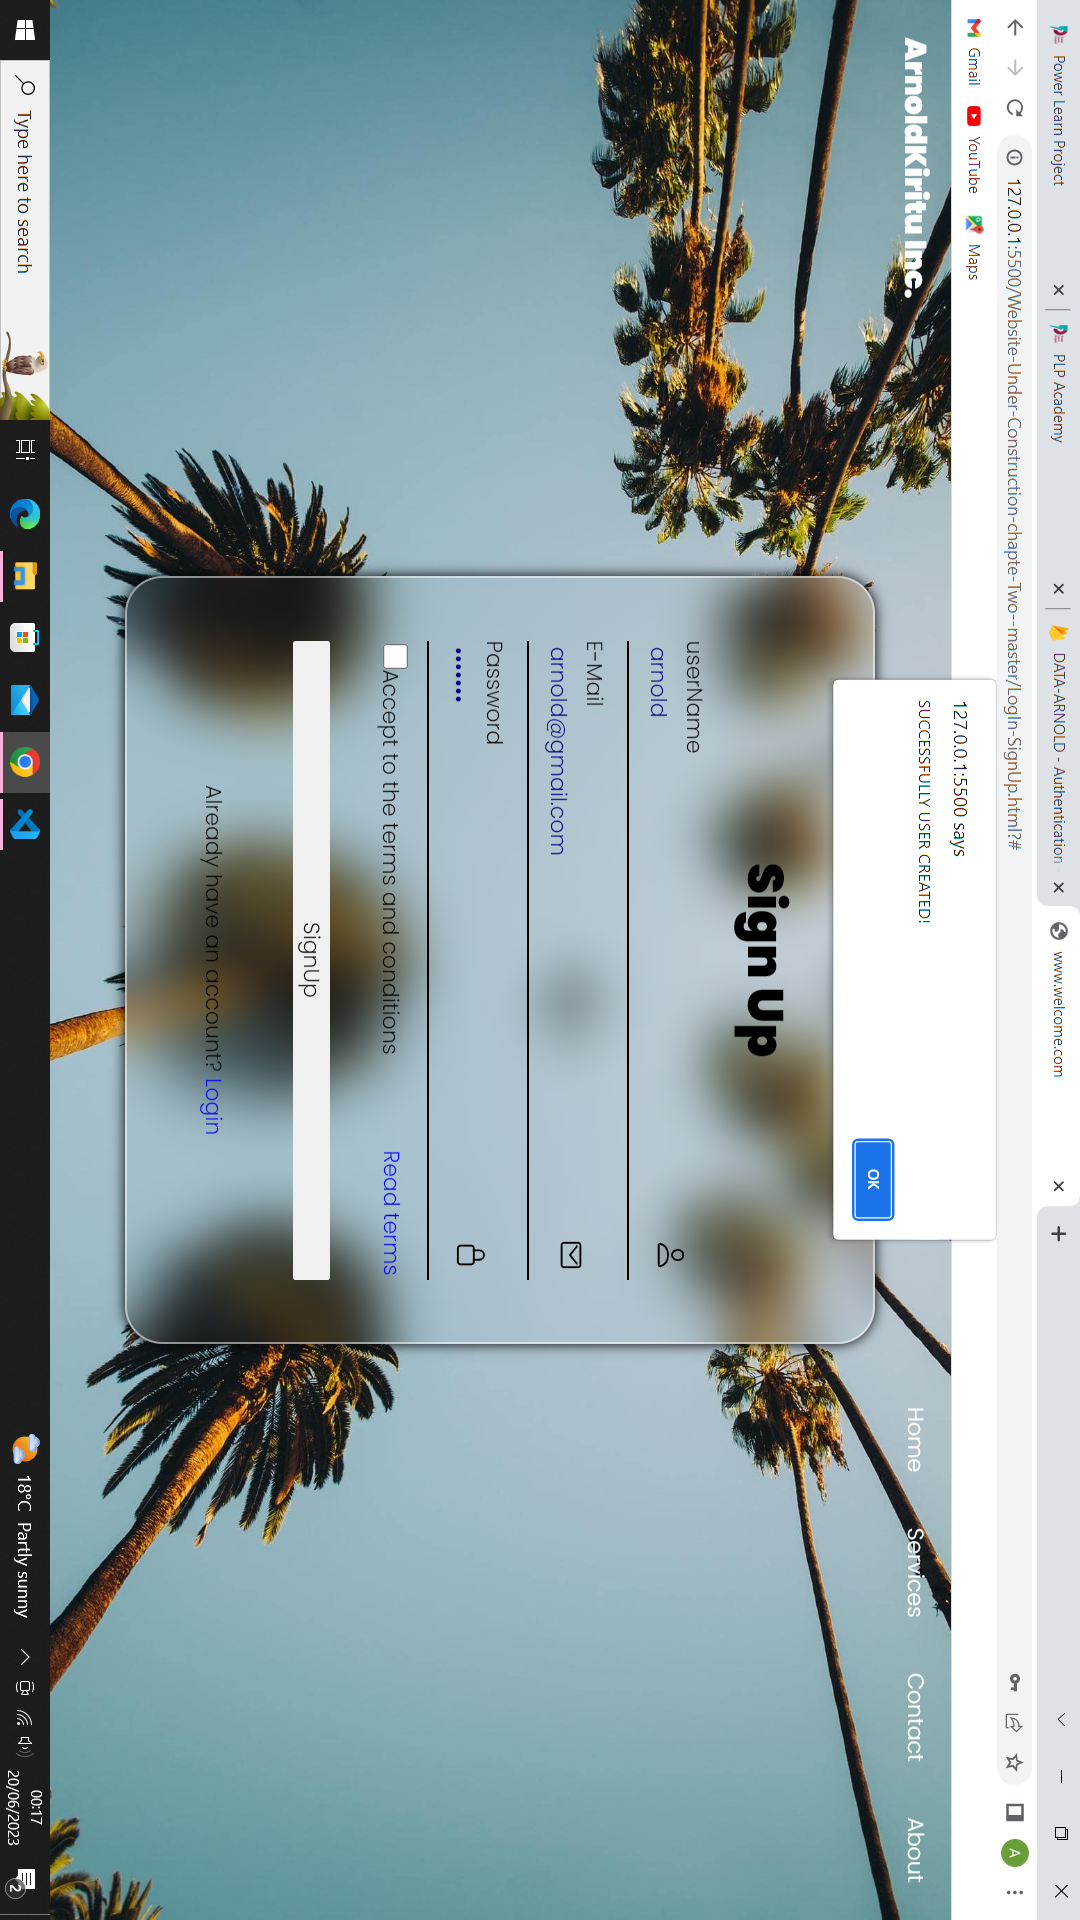 Power Learn Project
PLP Academy
DATA-ARNOLD - Authentication
www.welcome.com
127.0.0.1:5500/Website-Under-Construction-chapte-Two--master/LogIn-SignUp.html?#
A
Gmail
YouTube
Maps
127.0.0.1:5500 says
SUCCESSFULLY USER CREATED!
OK
ArnoldKiritu Inc.
Home
Services
Contact
About
sign Up
userName
arnold
E-Mail
arnold@gmail.com
Password
•••••••
Accept to the terms and conditions
Read terms
SignUp
Already have an account? Login
Type here to search
18°C Partly sunny
00:17
20/06/2023
2